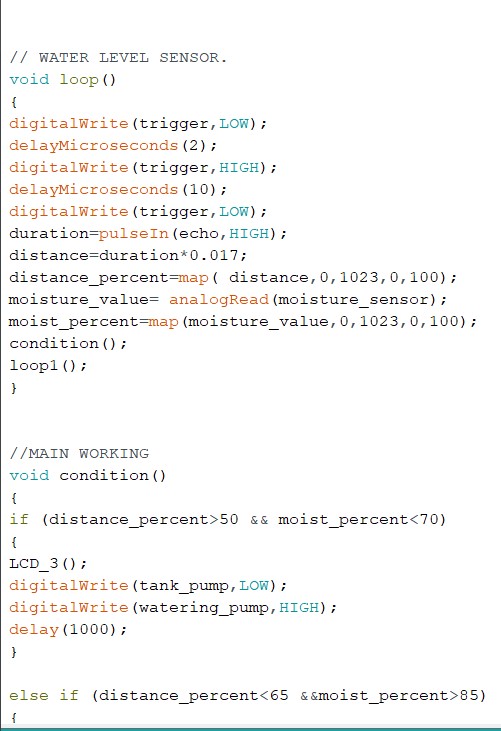 // WATER LEVEL SENSOR.
void loop()
{
digitalWrite(trigger,LOW);
delayMicroseconds(2);
digitalWrite(trigger,HIGH);
delayMicroseconds(10);
digitalWrite(trigger,LOW);
duration=pulseIn(echo,HIGH);
distance=duration*0.017;
distance_percent=map( distance,0,1023,0,100);
moisture_value= analogRead(moisture_sensor);
moist_percent=map(moisture_value,0,1023,0,100);
condition();
loop1();
}
//MAIN WORKING
void condition()
{
if (distance_percent>50 && moist_percent<70)
{
LCD_3();
digitalWrite(tank_pump,LOW);
digitalWrite(watering_pump,HIGH);
delay(1000);
}
else if (distance_percent<65 &&moist_percent>85)
{